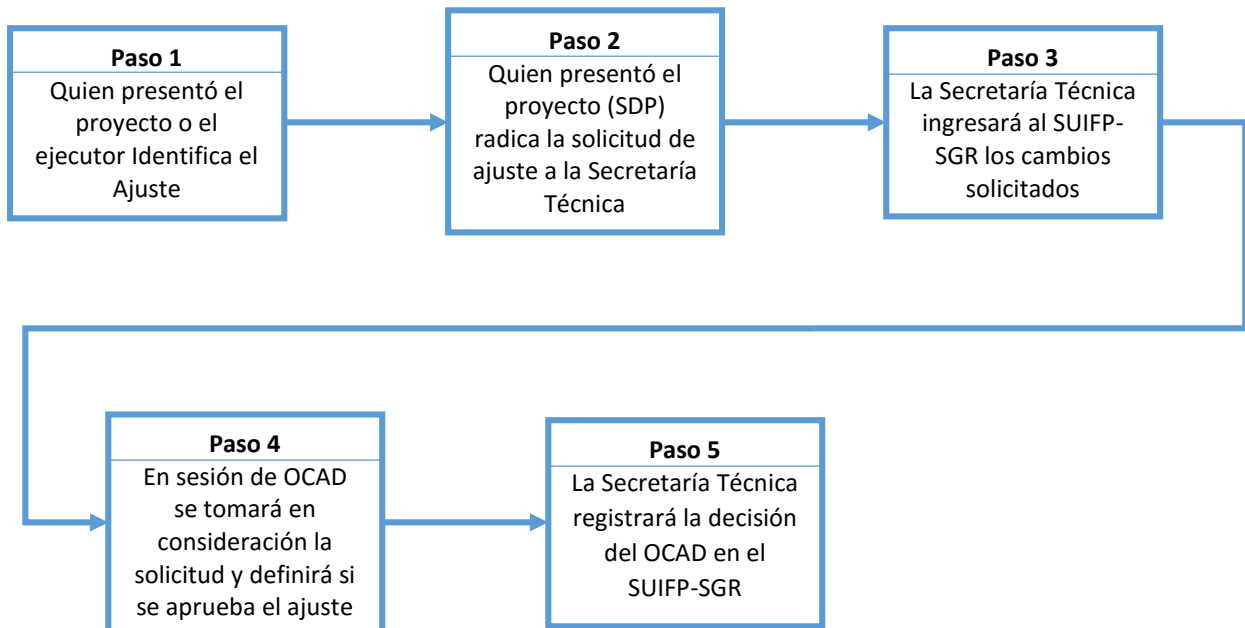 Paso 1
Quien presentó el
proyecto o el
ejecutor Identifica el
Ajuste
Paso 2
Quien presentó el
proyecto (SDP)
radica la solicitud de
ajuste a la Secretaría
Técnica
Paso 3
La Secretaría Técnica
ingresará al SUIFP-
SGR los cambios
solicitados
Paso 4
En sesión de OCAD
se tomará en
consideración la
solicitud y definirá si
se aprueba el ajuste
Paso 5
La Secretaría Técnica
registrará la decisión
del OCAD en el
SUIFP-SGR